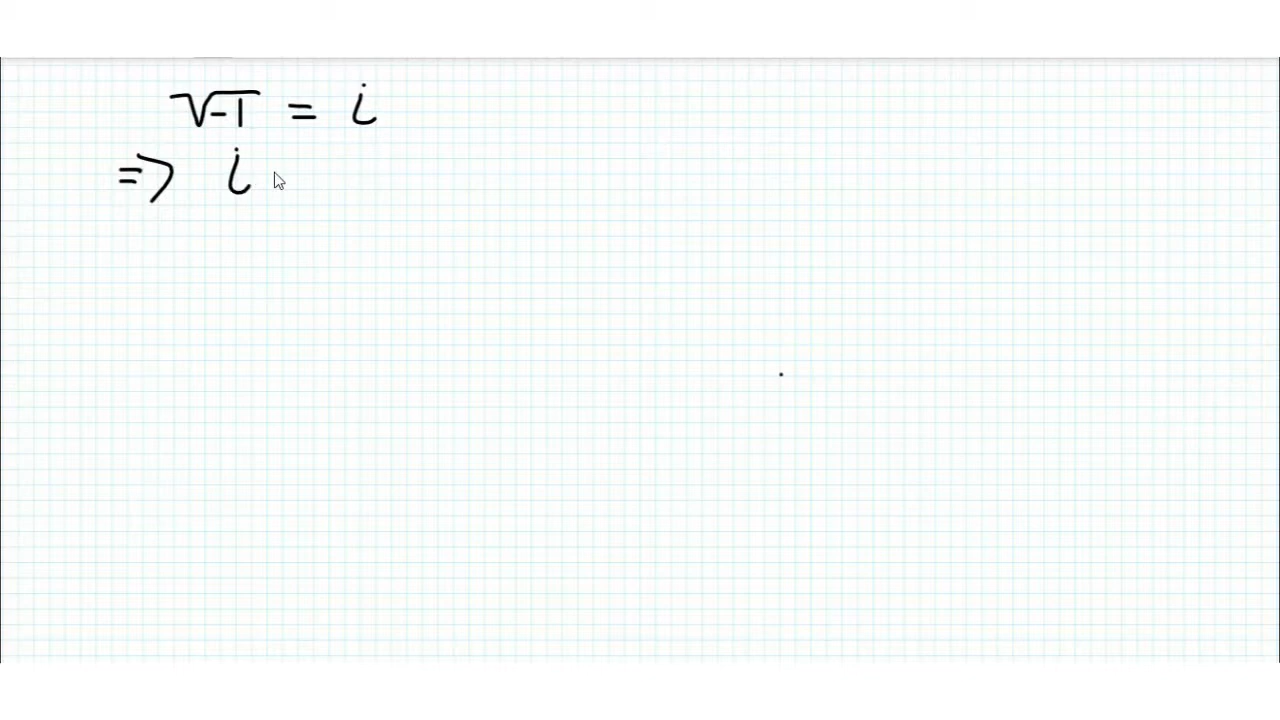 √-1 = i
=> i